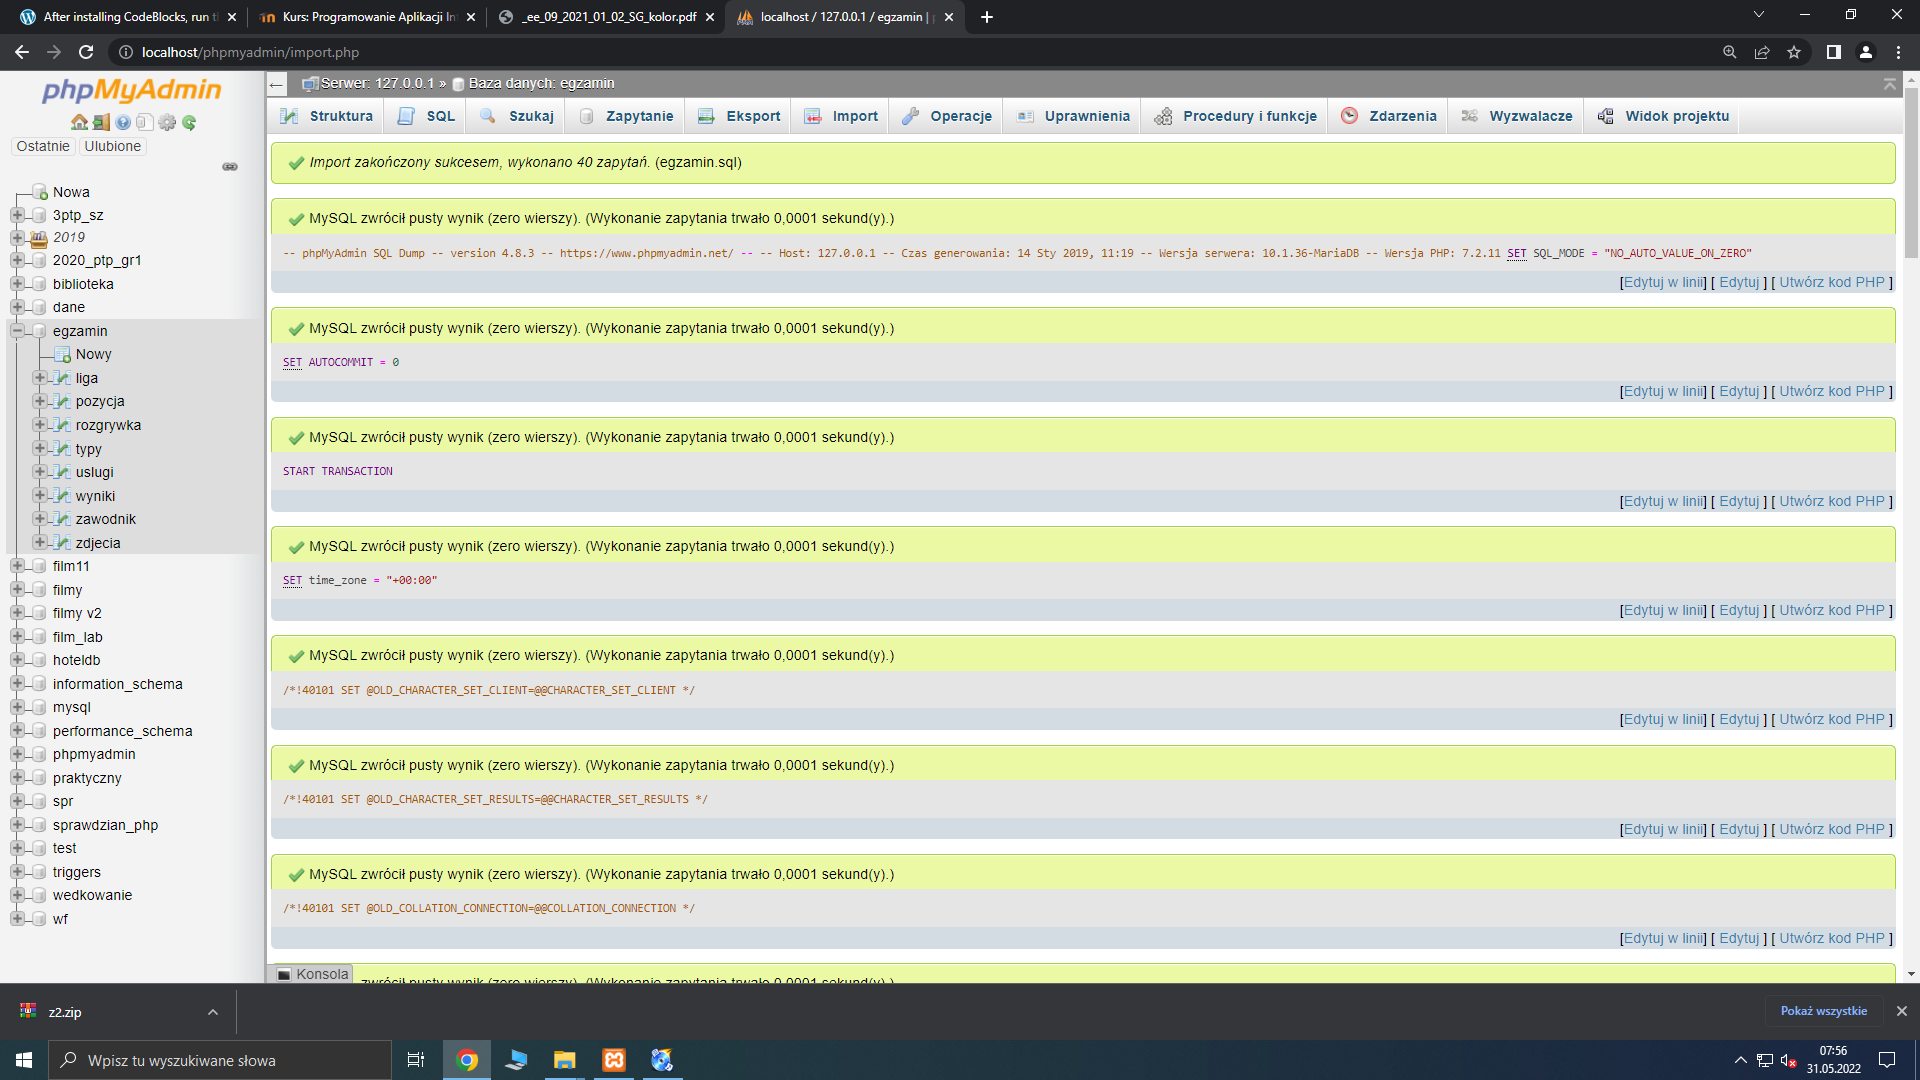 After installing CodeBlocks, run t
Kurs: Programowanie Aplikacji In
_ee_09_2021_01_02_SG_kolor.pdf
localhost / 127.0.0.1 / egzamin | p
localhost/phpmyadmin/import.php
phpMyAdmin
Ostatnie
Ulubione
Nowa
3ptp_sz
2019
2020_ptp_gr1
biblioteka
dane
egzamin
Nowy
liga
pozycja
rozgrywka
typy
uslugi
wyniki
zawodnik
zdjecia
film11
filmy
filmy v2
film_lab
hoteldb
information_schema
mysql
performance_schema
phpmyadmin
praktyczny
spr
sprawdzian_php
test
triggers
wedkowanie
wf
Serwer: 127.0.0.1 » Baza danych: egzamin
Struktura SQL Szukaj Zapytanie Eksport Import Operacje Uprawnienia Procedury i funkcje Zdarzenia Wyzwalacze Widok projektu
Import zakończony sukcesem, wykonano 40 zapytań. (egzamin.sql)
MySQL zwrócił pusty wynik (zero wierszy). (Wykonanie zapytania trwało 0,0001 sekund(y).)
-- phpMyAdmin SQL Dump -- version 4.8.3 -- https://www.phpmyadmin.net/ -- -- Host: 127.0.0.1 -- Czas generowania: 14 Sty 2019, 11:19 -- Wersja serwera: 10.1.36-MariaDB -- Wersja PHP: 7.2.11 SET SQL_MODE = "NO_AUTO_VALUE_ON_ZERO"
[Edytuj w linii] [ Edytuj ] [ Utwórz kod PHP ]
MySQL zwrócił pusty wynik (zero wierszy). (Wykonanie zapytania trwało 0,0001 sekund(y).)
SET AUTOCOMMIT = 0
[Edytuj w linii] [ Edytuj ] [ Utwórz kod PHP ]
MySQL zwrócił pusty wynik (zero wierszy). (Wykonanie zapytania trwało 0,0001 sekund(y).)
START TRANSACTION
[Edytuj w linii] [ Edytuj ] [ Utwórz kod PHP ]
MySQL zwrócił pusty wynik (zero wierszy). (Wykonanie zapytania trwało 0,0001 sekund(y).)
SET time_zone = "+00:00"
[Edytuj w linii] [ Edytuj ] [ Utwórz kod PHP ]
MySQL zwrócił pusty wynik (zero wierszy). (Wykonanie zapytania trwało 0,0001 sekund(y).)
/*!40101 SET @OLD_CHARACTER_SET_CLIENT=@@CHARACTER_SET_CLIENT */
[Edytuj w linii] [ Edytuj ] [ Utwórz kod PHP ]
MySQL zwrócił pusty wynik (zero wierszy). (Wykonanie zapytania trwało 0,0001 sekund(y).)
/*!40101 SET @OLD_CHARACTER_SET_RESULTS=@@CHARACTER_SET_RESULTS */
[Edytuj w linii] [ Edytuj ] [ Utwórz kod PHP ]
MySQL zwrócił pusty wynik (zero wierszy). (Wykonanie zapytania trwało 0,0001 sekund(y).)
/*!40101 SET @OLD_COLLATION_CONNECTION=@@COLLATION_CONNECTION */
[Edytuj w linii] [ Edytuj ] [ Utwórz kod PHP ]
Konsola
zwrócił pusty wynik (zero wierszy). (Wykonanie zapytania trwało 0,0001 sekund(y).)
z2.zip
Pokaż wszystkie
Wpisz tu wyszukiwane słowa
07:56
31.05.2022